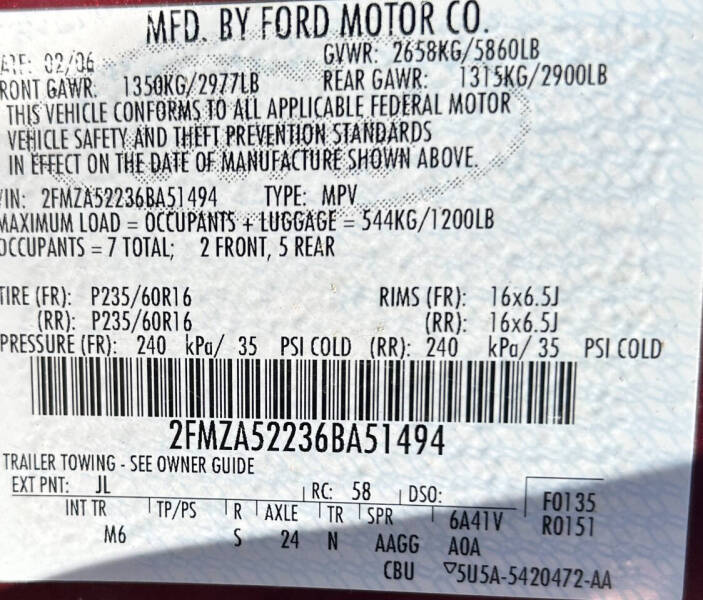 MFD. BY FORD MOTOR CO.
ATE: 02/06 GVWR: 2658KG/5860LB
RONT GAWR: 1350KG/2977LB REAR GAWR: 1315KG/2900LB
THIS VEHICLE CONFORMS TO ALL APPLICABLE FEDERAL MOTOR
VEHICLE SAFETY AND THEFT PREVENTION STANDARDS
IN EFFECT ON THE DATE OF MANUFACTURE SHOWN ABOVE.
VIN: 2FMZA52236BA51494 TYPE: MPV
MAXIMUM LOAD = OCCUPANTS + LUGGAGE = 544KG/1200LB
OCCUPANTS = 7 TOTAL; 2 FRONT, 5 REAR
TIRE (FR): P235/60R16 RIMS (FR): 16x6.5J
(RR): P235/60R16 (RR): 16x6.5J
PRESSURE (FR): 240 kPa/ 35 PSI COLD (RR): 240 kPa/ 35 PSI COLD
2FMZA52236BA51494
TRAILER TOWING - SEE OWNER GUIDE
EXT PNT: JL RC: 58 DSO: F0135
INT TR TP/PS R AXLE TR SPR 6A41V R0151
M6 S 24 N AAGG A0A
CBU ▽5U5A-5420472-AA